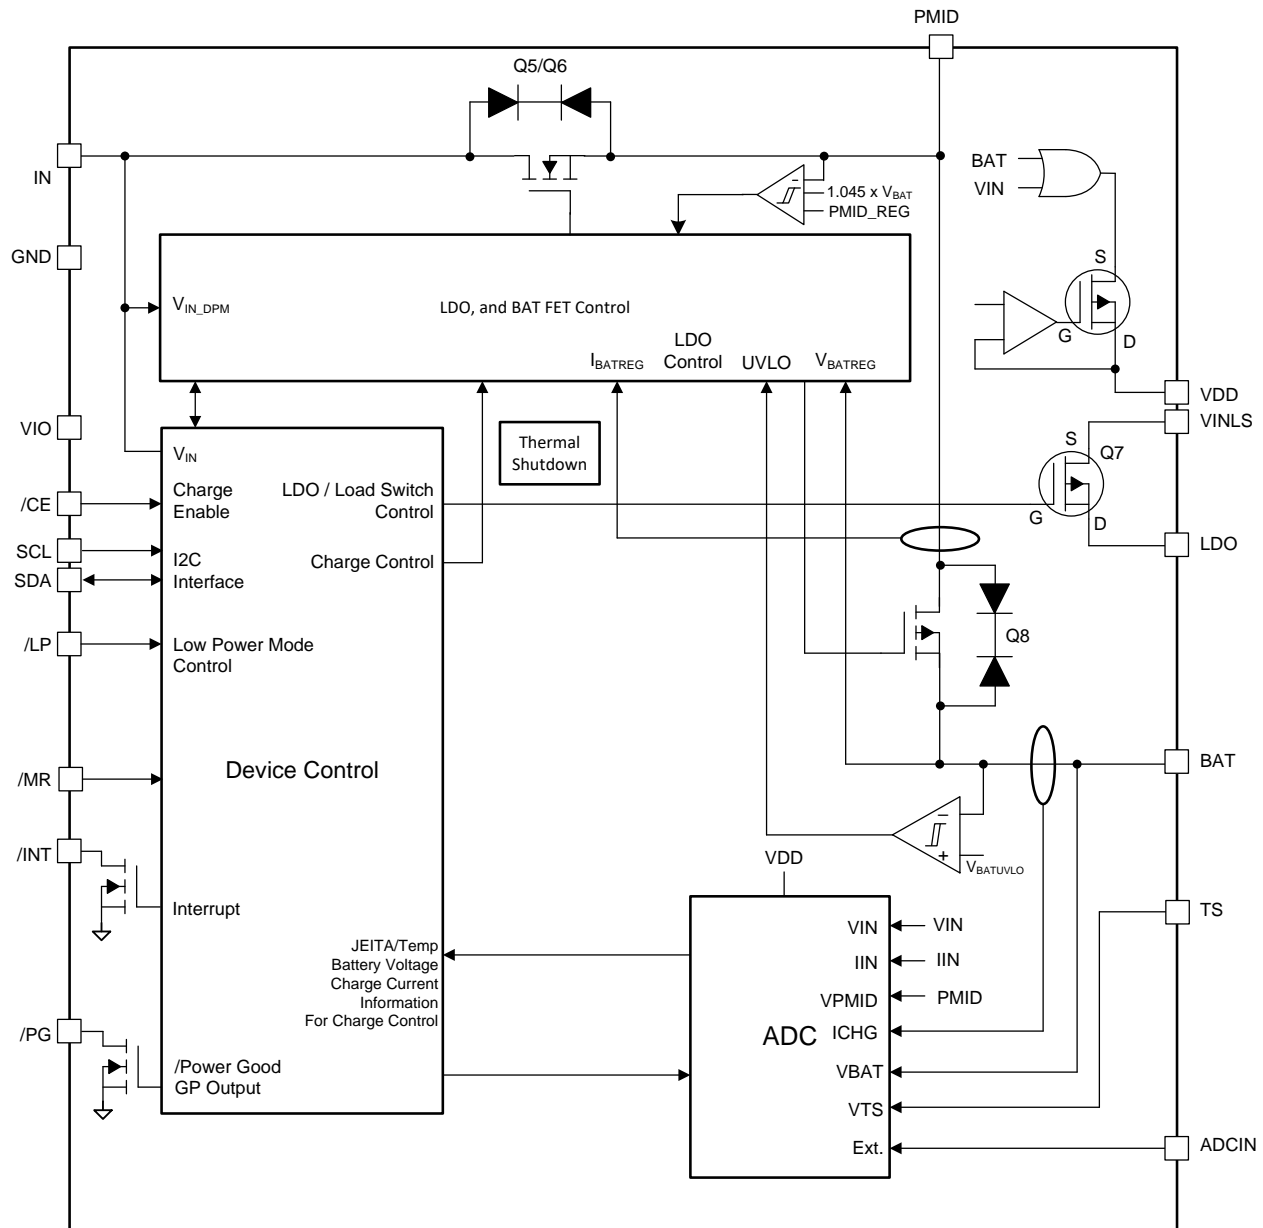 PMID
Q5/Q6
IN
BAT
VIN
1.045 x VBAT
PMID_REG
GND
S
VIN_DPM
LDO, and BAT FET Control
G
D
LDO
Control
IBATREG
UVLO
VBATREG
VDD
VINLS
VIO
Thermal
Shutdown
S
Q7
VIN
/CE
Charge
Enable
LDO / Load Switch
Control
G
D
SCL
LDO
I2C
Interface
Charge Control
SDA
/LP
Low Power Mode
Control
Q8
/MR
Device Control
BAT
/INT
VDD
-
+
VBATUVLO
Interrupt
TS
VIN
VIN
JEITA/Temp
Battery Voltage
Charge Current
Information
For Charge Control
IIN
IIN
VPMID
PMID
ADC
ICHG
/PG
/Power Good
GP Output
VBAT
VTS
Ext.
ADCIN
-